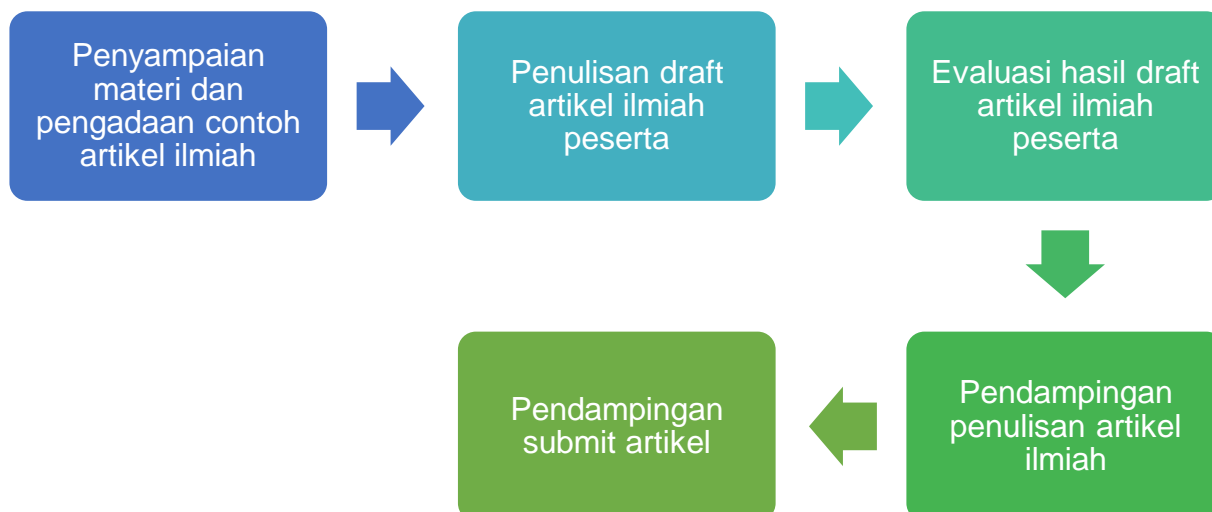 Penyampaian
materi dan
pengadaan contoh
artikel ilmiah
Penulisan draft
artikel ilmiah
peserta
Evaluasi hasil draft
artikel ilmiah
peserta
Pendampingan
penulisan artikel
ilmiah
Pendampingan
submit artikel